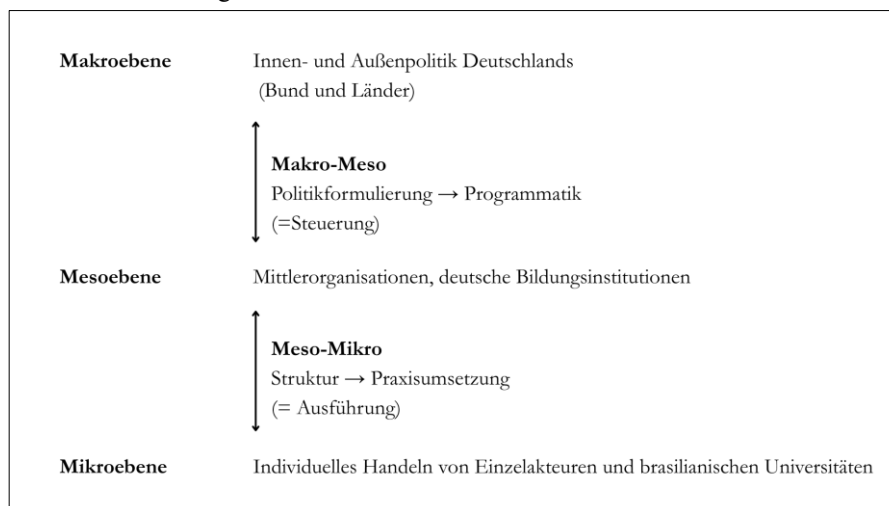 Makroebene Innen- und Außenpolitik Deutschlands
(Bund und Länder)
Makro-Meso
Politikformulierung → Programmatik
(=Steuerung)
Mesoebene Mittlerorganisationen, deutsche Bildungsinstitutionen
Meso-Mikro
Struktur → Praxisumsetzung
(= Ausführung)
Mikroebene Individuelles Handeln von Einzelakteuren und brasilianischen Universitäten